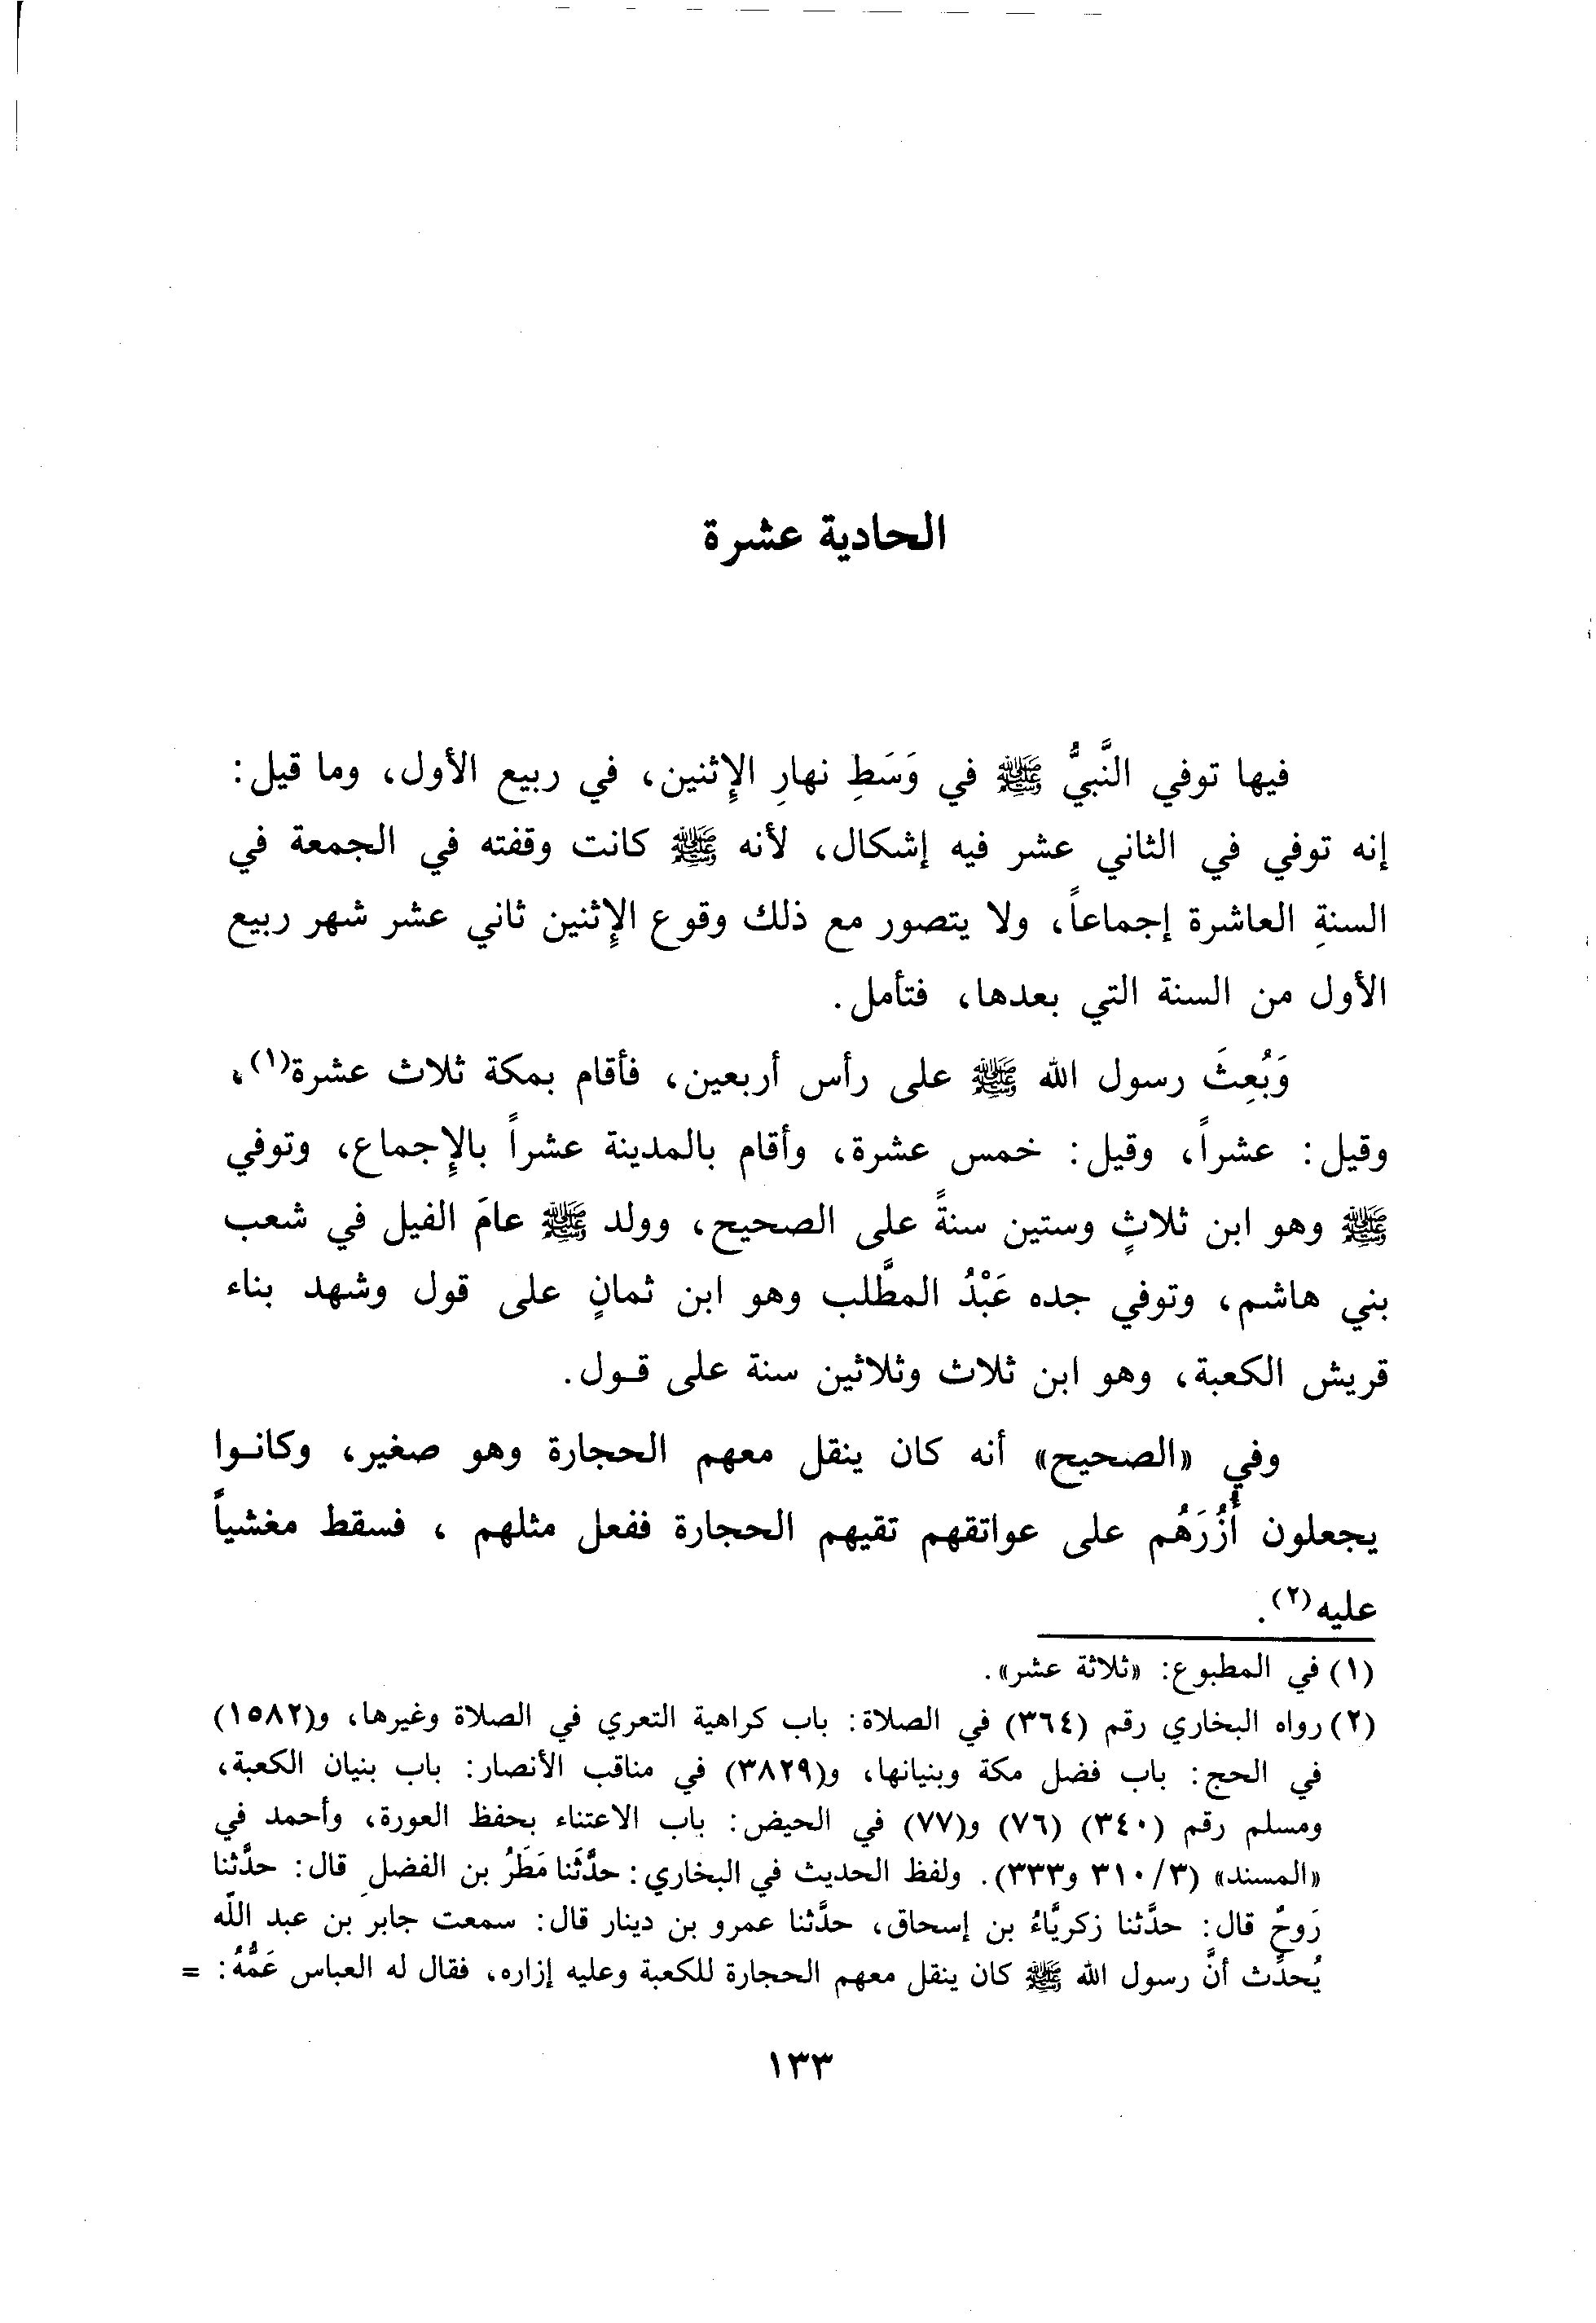 الحادية عشرة
فيها توفي النَّبيُّ ﷺ في وَسَطِ نهارِ الإِثنين، في ربيع الأول، وما قيل:
إنه توفي في الثاني عشر فيه إشكال، لأنه ﷺ كانت وقفته في الجمعة في
السنةِ العاشرة إجماعاً، ولا يتصور مع ذلك وقوع الإِثنين ثاني عشر شهر ربيع
الأول من السنة التي بعدها، فتأمل.
وَبُعِثَ رسول الله ﷺ على رأس أربعين، فأقام بمكة ثلاث عشرة(١)،
وقيل: عشراً، وقيل: خمس عشرة، وأقام بالمدينة عشراً بالإِجماع، وتوفي
ﷺ وهو ابن ثلاثٍ وستين سنةً على الصحيح، وولد ﷺ عامَ الفيل في شعب
بني هاشم، وتوفي جده عَبْدُ المطَّلب وهو ابن ثمانٍ على قول وشهد بناء
قريش الكعبة، وهو ابن ثلاث وثلاثين سنة على قـول.
وفي «الصحيح» أنه كان ينقل معهم الحجارة وهو صغير، وكانـوا
يجعلون أُزُرَهُم على عواتقهم تقيهم الحجارة ففعل مثلهم ، فسقط مغشياً
عليه(٢).
(١) في المطبوع: «ثلاثة عشر».
(٢) رواه البخاري رقم (٣٦٤) في الصلاة: باب كراهية التعري في الصلاة وغيرها، و(١٥٨٢)
في الحج: باب فضل مكة وبنيانها، و(٣٨٢٩) في مناقب الأنصار: باب بنيان الكعبة،
ومسلم رقم (٣٤٠) (٧٦) و(٧٧) في الحيض: باب الاعتناء بحفظ العورة، وأحمد في
«المسند» (٣/٣١٠ و٣٣٣). ولفظ الحديث في البخاري: حدَّثَنا مَطَرُ بن الفضل قال: حدَّثنا
رَوحٌ قال: حدَّثنا زكريَّاءُ بن إسحاق، حدَّثنا عمرو بن دينار قال: سمعت جابر بن عبد اللّه
يُحدِّث أنَّ رسول الله ﷺ كان ينقل معهم الحجارة للكعبة وعليه إزاره، فقال له العباس عَمُّهُ: =
١٣٣